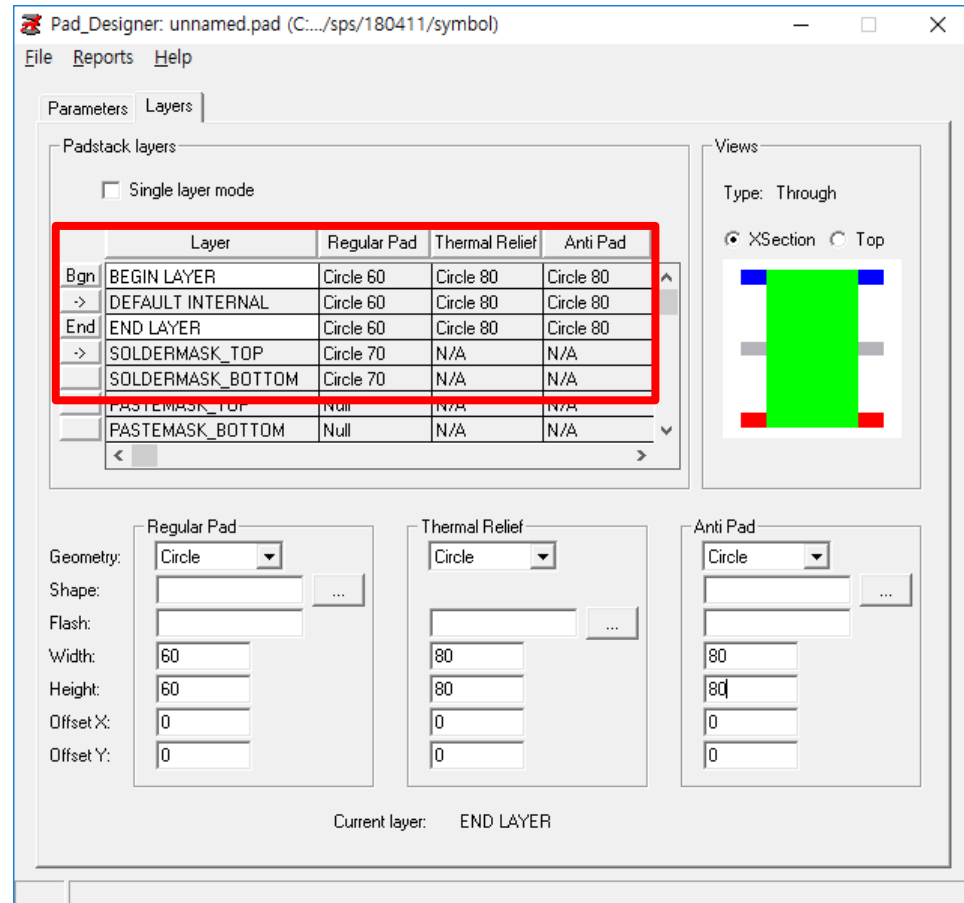 Pad_Designer: unnamed.pad (C:.../sps/180411/symbol)
File Reports Help
Parameters Layers
Padstack layers
Single layer mode
Layer Regular Pad Thermal Relief Anti Pad
Bgn BEGIN LAYER Circle 60 Circle 80 Circle 80
-> DEFAULT INTERNAL Circle 60 Circle 80 Circle 80
End END LAYER Circle 60 Circle 80 Circle 80
-> SOLDERMASK_TOP Circle 70 N/A N/A
SOLDERMASK_BOTTOM Circle 70 N/A N/A
PASTEMASK_TOP Null N/A N/A
PASTEMASK_BOTTOM Null N/A N/A
Views
Type: Through
XSection Top
Regular Pad Thermal Relief Anti Pad
Geometry: Circle Circle Circle
Shape: ... ...
Flash: ...
Width: 60 80 80
Height: 60 80 80
Offset X: 0 0 0
Offset Y: 0 0 0
Current layer: END LAYER